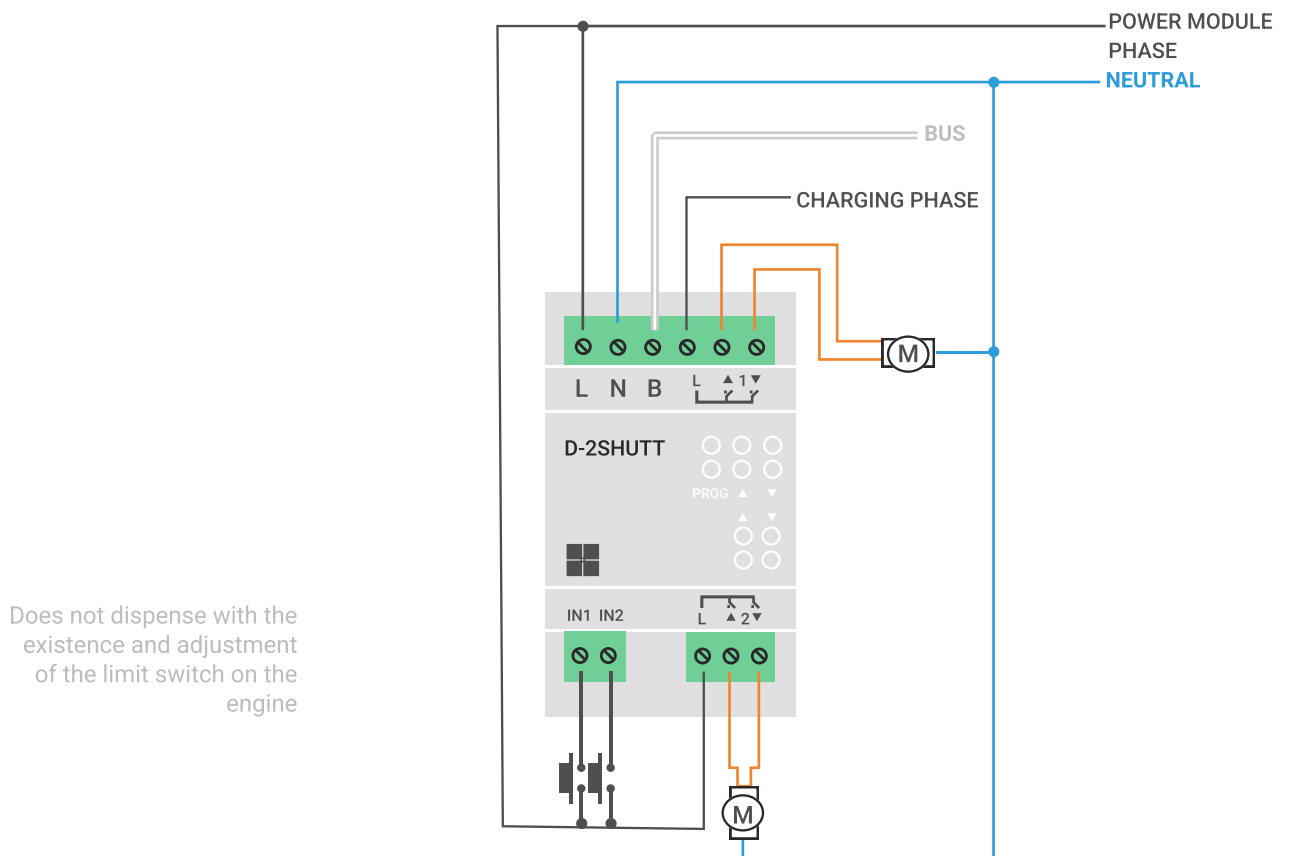 POWER MODULE
PHASE
NEUTRAL
BUS
CHARGING PHASE
M
L N B L ▲ 1 ▼
D-2SHUTT
PROG ▲ ▼
▲ ▼
IN1 IN2 L ▲ 2 ▼
Does not dispense with the
existence and adjustment
of the limit switch on the
engine
M